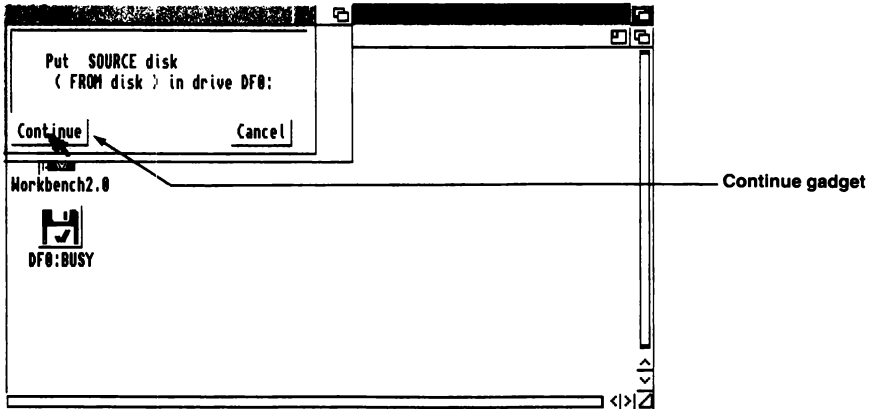 Put SOURCE disk
( FROM disk ) in drive DF0:
Continue
Cancel
Workbench2.0
Continue gadget
DF0:BUSY